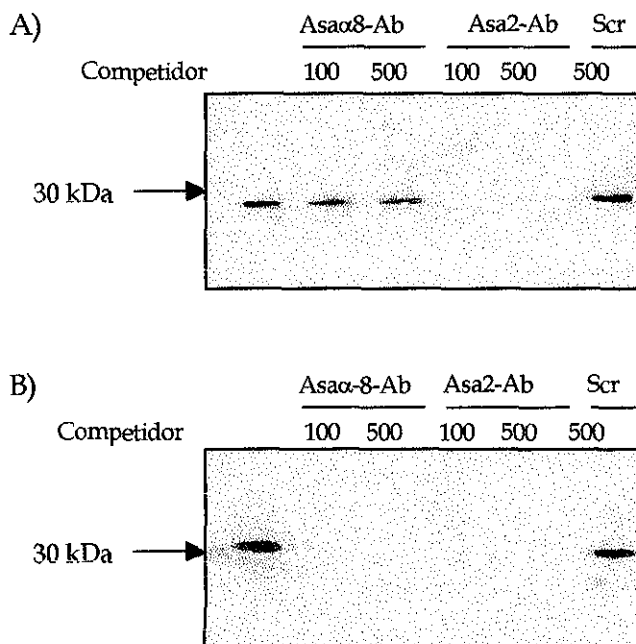 A)
Asaα8-Ab Asa2-Ab Scr
Competidor 100 500 100 500 500
30 kDa
B)
Asaα-8-Ab Asa2-Ab Scr
Competidor 100 500 100 500 500
30 kDa